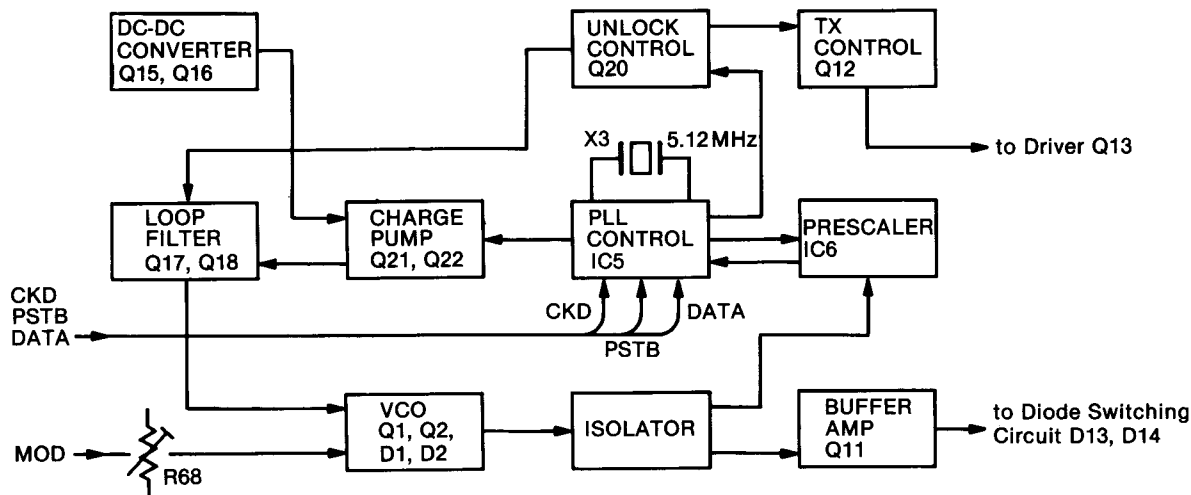 DC-DC
CONVERTER
Q15, Q16
UNLOCK
CONTROL
Q20
TX
CONTROL
Q12
X3
5.12 MHz
to Driver Q13
LOOP
FILTER
Q17, Q18
CHARGE
PUMP
Q21, Q22
PLL
CONTROL
IC5
PRESCALER
IC6
CKD
PSTB
DATA
CKD
DATA
PSTB
MOD
R68
VCO
Q1, Q2,
D1, D2
ISOLATOR
BUFFER
AMP
Q11
to Diode Switching
Circuit D13, D14